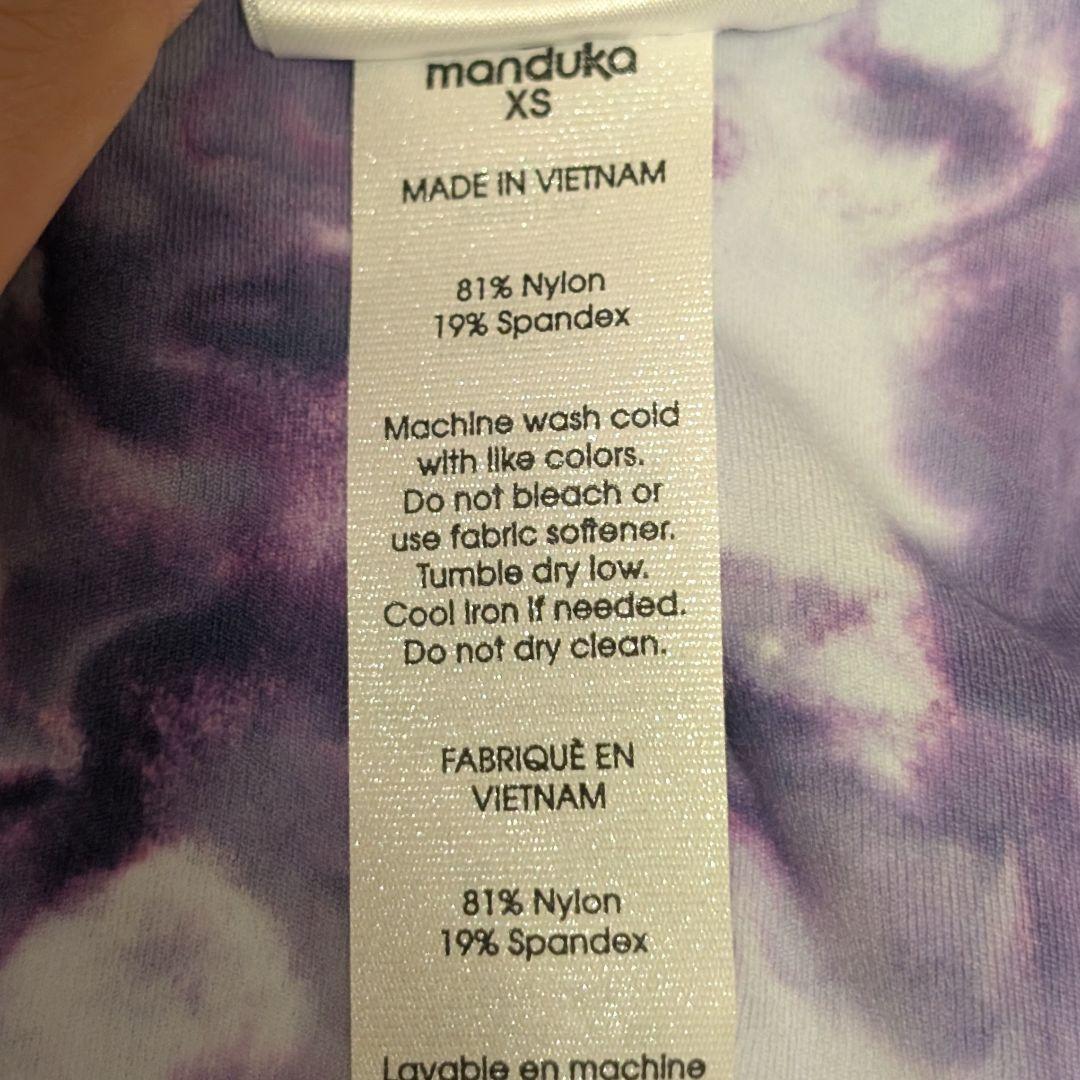 manduka
XS
MADE IN VIETNAM
81% Nylon
19% Spandex
Machine wash cold
with like colors.
Do not bleach or
use fabric softener.
Tumble dry low.
Cool iron if needed.
Do not dry clean.
FABRIQUÈ EN
VIETNAM
81% Nylon
19% Spandex
Lavable en machine